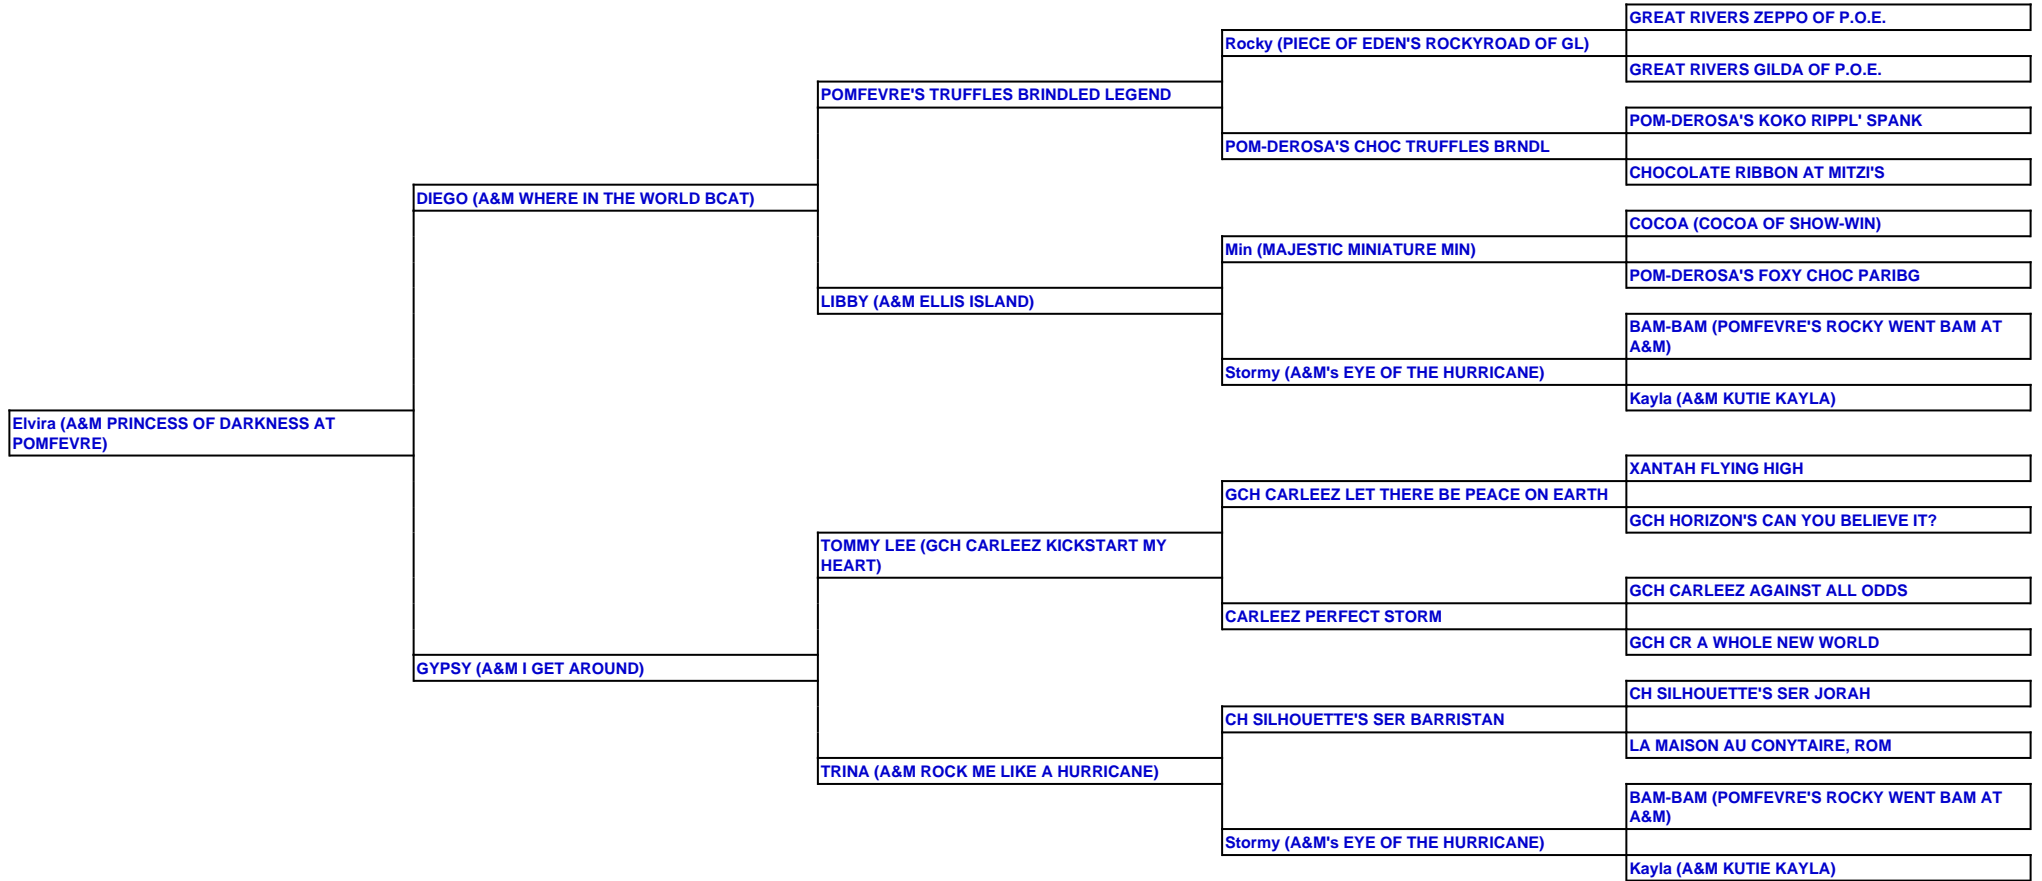 GREAT RIVERS ZEPPO OF P.O.E.
Rocky (PIECE OF EDEN'S ROCKYROAD OF GL)
GREAT RIVERS GILDA OF P.O.E.
POMFEVRE'S TRUFFLES BRINDLED LEGEND
POM-DEROSA'S KOKO RIPPL' SPANK
POM-DEROSA'S CHOC TRUFFLES BRNDL
CHOCOLATE RIBBON AT MITZI'S
DIEGO (A&M WHERE IN THE WORLD BCAT)
COCOA (COCOA OF SHOW-WIN)
Min (MAJESTIC MINIATURE MIN)
POM-DEROSA'S FOXY CHOC PARIBG
LIBBY (A&M ELLIS ISLAND)
BAM-BAM (POMFEVRE'S ROCKY WENT BAM AT
A&M)
Stormy (A&M's EYE OF THE HURRICANE)
Kayla (A&M KUTIE KAYLA)
Elvira (A&M PRINCESS OF DARKNESS AT
POMFEVRE)
XANTAH FLYING HIGH
GCH CARLEEZ LET THERE BE PEACE ON EARTH
GCH HORIZON'S CAN YOU BELIEVE IT?
TOMMY LEE (GCH CARLEEZ KICKSTART MY
HEART)
GCH CARLEEZ AGAINST ALL ODDS
CARLEEZ PERFECT STORM
GCH CR A WHOLE NEW WORLD
GYPSY (A&M I GET AROUND)
CH SILHOUETTE'S SER JORAH
CH SILHOUETTE'S SER BARRISTAN
LA MAISON AU CONYTAIRE, ROM
TRINA (A&M ROCK ME LIKE A HURRICANE)
BAM-BAM (POMFEVRE'S ROCKY WENT BAM AT
A&M)
Stormy (A&M's EYE OF THE HURRICANE)
Kayla (A&M KUTIE KAYLA)